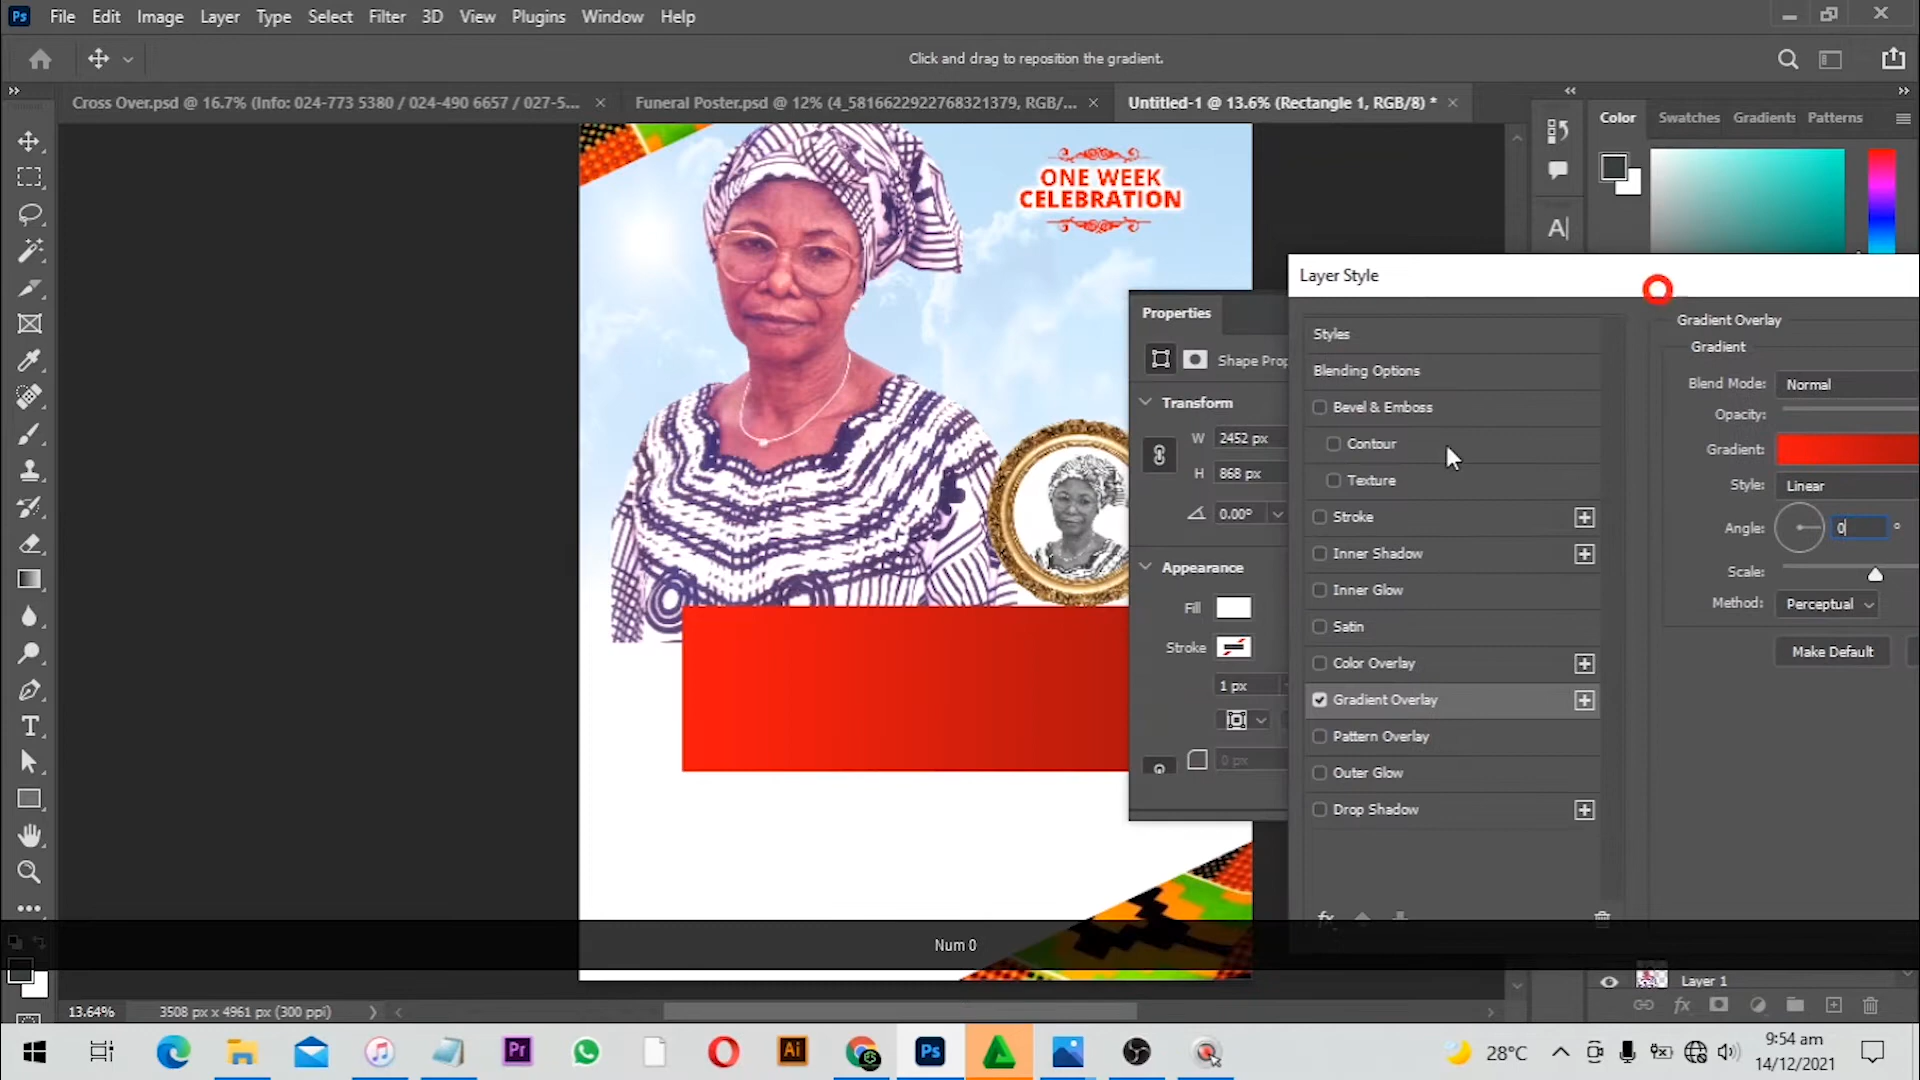 Ps File Edit Image Layer Type Select Filter 3D View Plugins Window Help
Click and drag to reposition the gradient.
Cross Over.psd @ 16.7% (Info: 024-773 5380 / 024-490 6657 / 027-5... ×
Funeral Poster.psd @ 12% (4_5816622922768321379, RGB/... ×
Untitled-1 @ 13.6% (Rectangle 1, RGB/8) * ×
Color Swatches Gradients Patterns
ONE WEEK
CELEBRATION
A|
Layer Style
Properties
Shape Prop
Transform
W 2452 px
H 868 px
0.00°
Appearance
Fill
Stroke
1 px
0 px
Styles
Blending Options
Bevel & Emboss
Contour
Texture
Stroke
Inner Shadow
Inner Glow
Satin
Color Overlay
Gradient Overlay
Pattern Overlay
Outer Glow
Drop Shadow
fx
Gradient Overlay
Gradient
Blend Mode: Normal
Opacity:
Gradient:
Style: Linear
Angle: 0 °
Scale:
Method: Perceptual
Make Default
T
Num 0
Layer 1
fx
13.64% 3508 px x 4961 px (300 ppi)
Pr Ai Ps
28°C
9:54 am
14/12/2021